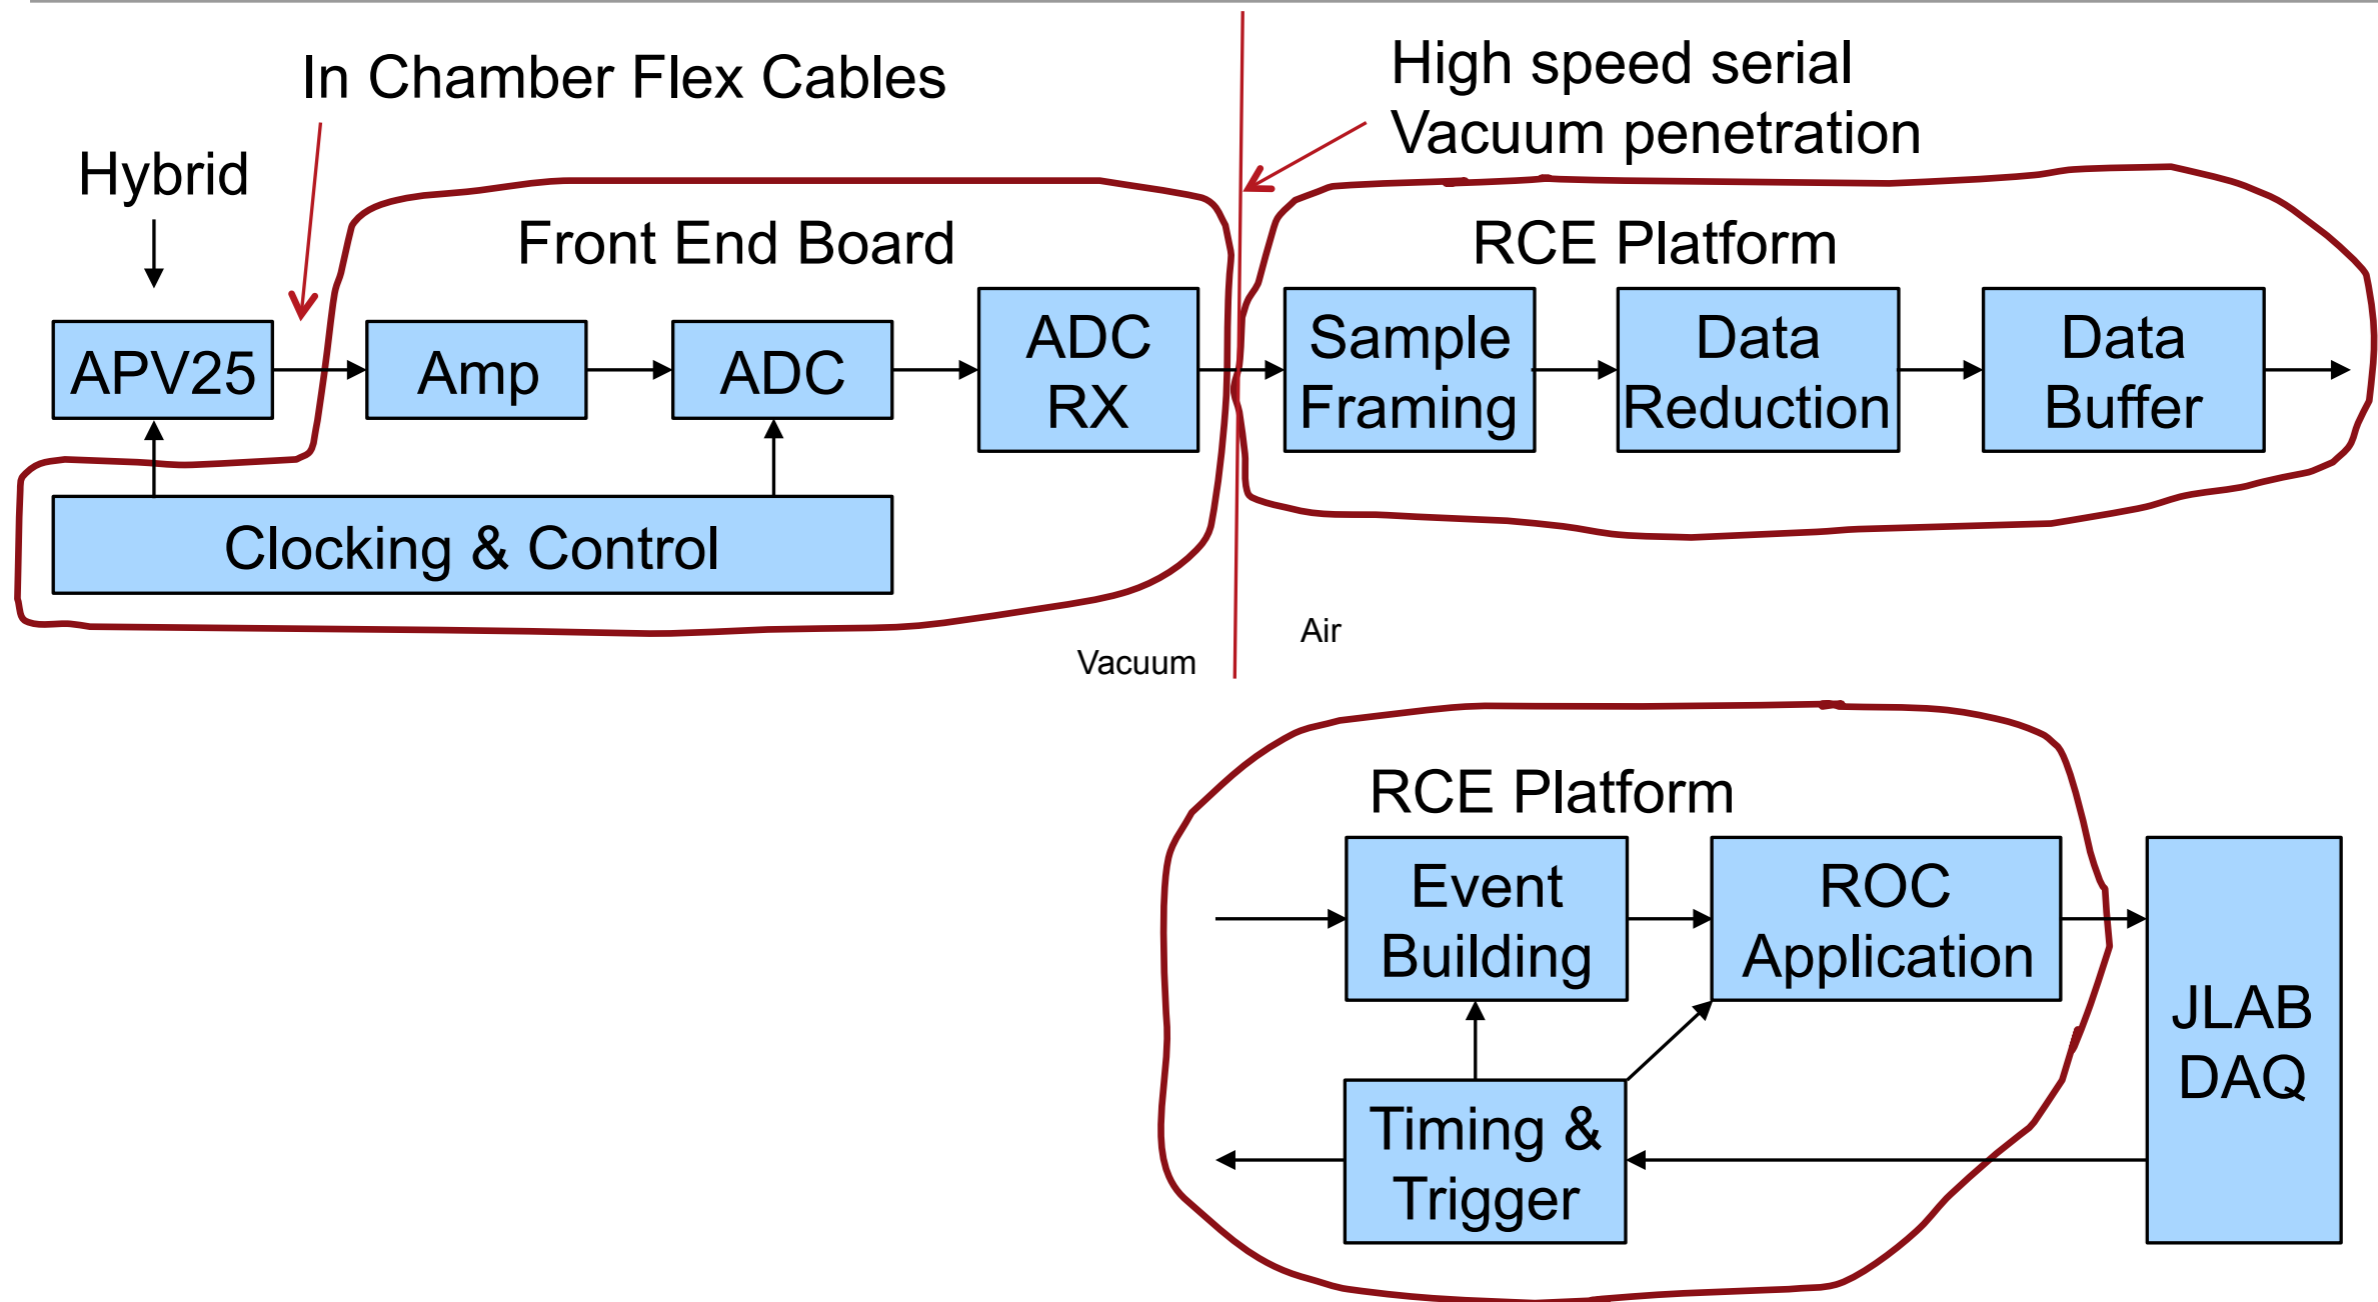 In Chamber Flex Cables
High speed serial
Vacuum penetration
Hybrid
Front End Board
RCE Platform
APV25
Amp
ADC
ADC
RX
Sample
Framing
Data
Reduction
Data
Buffer
Clocking & Control
Vacuum
Air
RCE Platform
Event
Building
ROC
Application
JLAB
DAQ
Timing &
Trigger